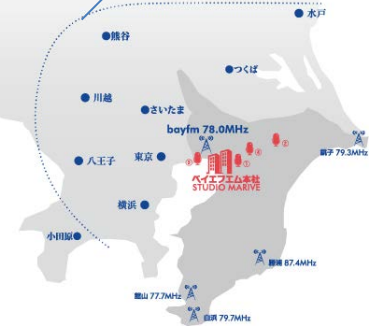 水戸
熊谷
つくば
川越
さいたま
bayfm 78.0MHz
銚子 79.3MHz
八王子
東京
ベイエフエム本社
STUDIO MARIVE
横浜
小田原
勝浦 87.4MHz
館山 77.7MHz
白浜 79.7MHz